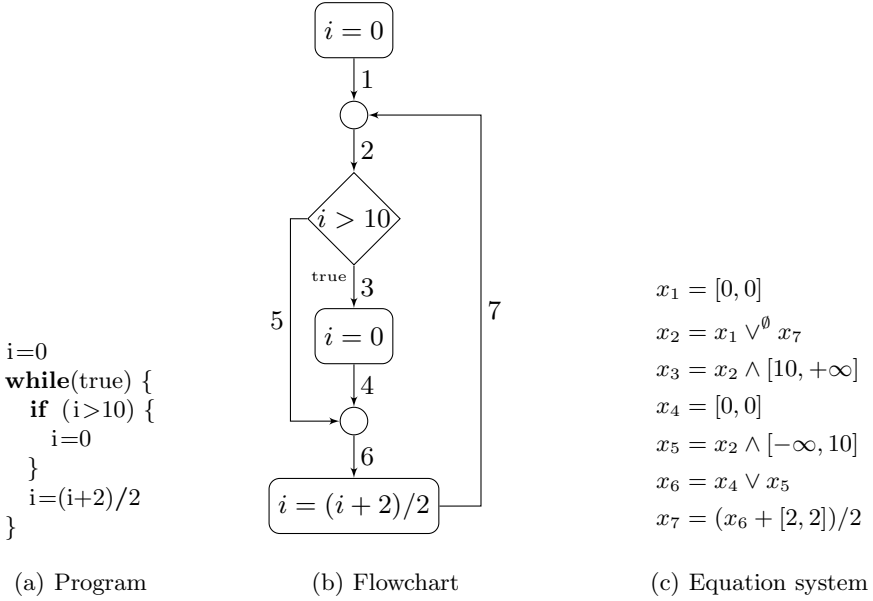 i=0
while(true) {
if (i>10) {
i=0
}
i=(i+2)/2
}
(a) Program
i = 0
1
2
i > 10
true
3
5
7
i = 0
4
6
i = (i + 2)/2
(b) Flowchart
x₁ = [0, 0]
x₂ = x₁ ∨^∅ x₇
x₃ = x₂ ∧ [10, +∞]
x₄ = [0, 0]
x₅ = x₂ ∧ [−∞, 10]
x₆ = x₄ ∨ x₅
x₇ = (x₆ + [2, 2])/2
(c) Equation system